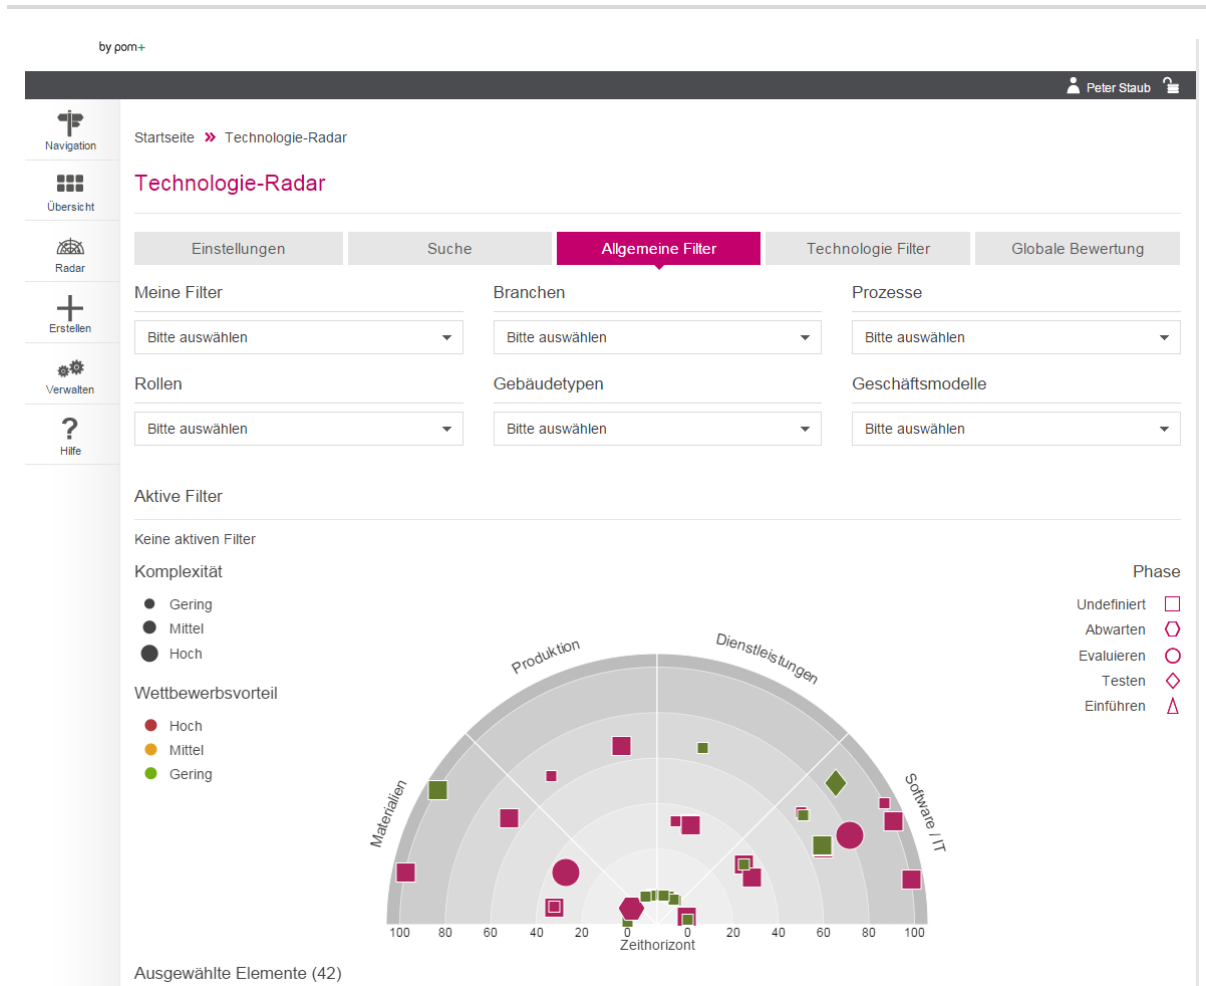 by pom+
Peter Staub
Navigation
Übersicht
Radar
Erstellen
Verwalten
Hilfe
Startseite » Technologie-Radar
Technologie-Radar
Einstellungen Suche Allgemeine Filter Technologie Filter Globale Bewertung
Meine Filter Branchen Prozesse
Bitte auswählen Bitte auswählen Bitte auswählen
Rollen Gebäudetypen Geschäftsmodelle
Bitte auswählen Bitte auswählen Bitte auswählen
Aktive Filter
Keine aktiven Filter
Komplexität
Gering
Mittel
Hoch
Wettbewerbsvorteil
Hoch
Mittel
Gering
Phase
Undefiniert
Abwarten
Evaluieren
Testen
Einführen
Materialien
Produktion
Dienstleistungen
Software / IT
100 80 60 40 20 0 0 20 40 60 80 100
Zeithorizont
Ausgewählte Elemente (42)